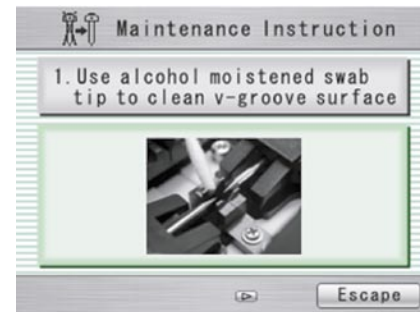 Maintenance Instruction
1. Use alcohol moistened swab
tip to clean v-groove surface
Escape